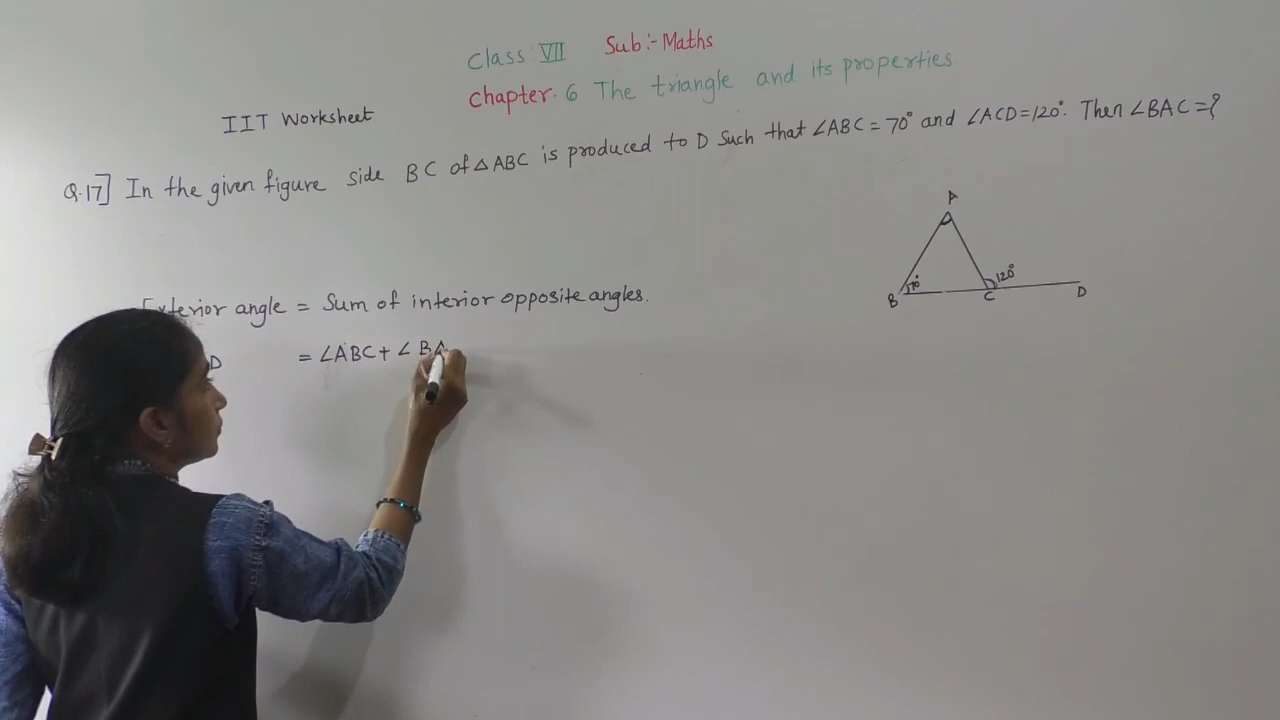 Class: VII Sub:- Maths
Chapter. 6 The triangle and its properties
IIT Worksheet
Q.17] In the given figure side BC of △ABC is produced to D Such that ∠ABC = 70° and ∠ACD = 120°. Then ∠BAC = ?
A
70°
120°
B
C
D
Exterior angle = Sum of interior opposite angles.
D = ∠ABC + ∠BA